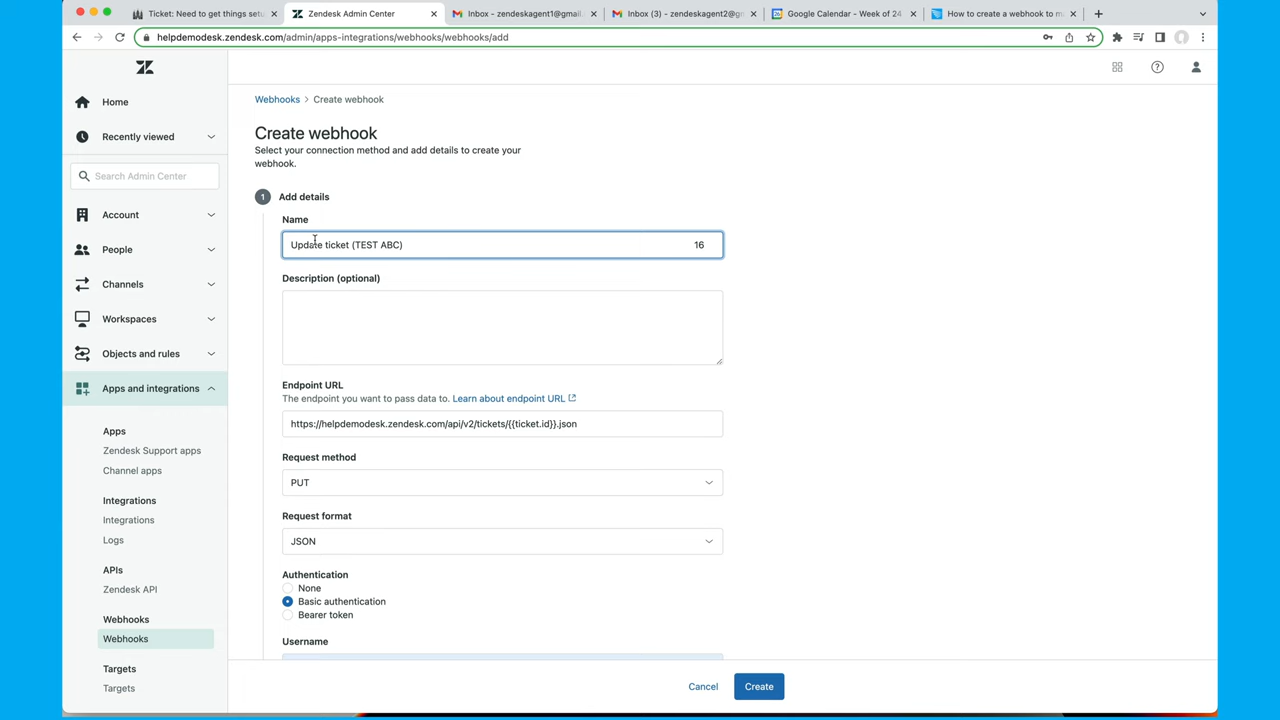 Ticket: Need to get things setu
Zendesk Admin Center
Inbox - zendeskagent1@gmail.
Inbox (3) - zendeskagent2@gm
Google Calendar - Week of 24
How to create a webhook to ma
helpdemodesk.zendesk.com/admin/apps-integrations/webhooks/webhooks/add
Home
Recently viewed
Search Admin Center
Account
People
Channels
Workspaces
Objects and rules
Apps and integrations
Apps
Zendesk Support apps
Channel apps
Integrations
Integrations
Logs
APIs
Zendesk API
Webhooks
Webhooks
Targets
Targets
Webhooks > Create webhook
Create webhook
Select your connection method and add details to create your
webhook.
1 Add details
Name
Update ticket (TEST ABC) 16
Description (optional)
Endpoint URL
The endpoint you want to pass data to. Learn about endpoint URL
https://helpdemodesk.zendesk.com/api/v2/tickets/{{ticket.id}}.json
Request method
PUT
Request format
JSON
Authentication
None
Basic authentication
Bearer token
Username
Cancel Create